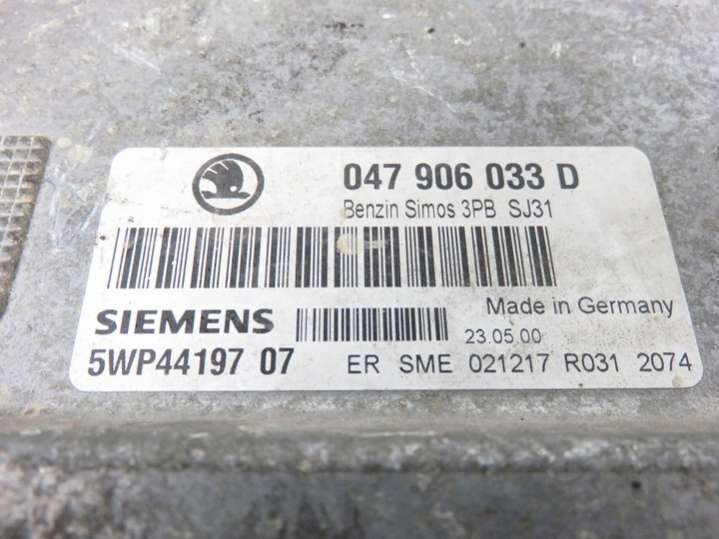 047 906 033 D
Benzin Simos 3PB SJ31
Made in Germany
SIEMENS
23.05.00
5WP44197 07
ER SME 021217 R031 2074